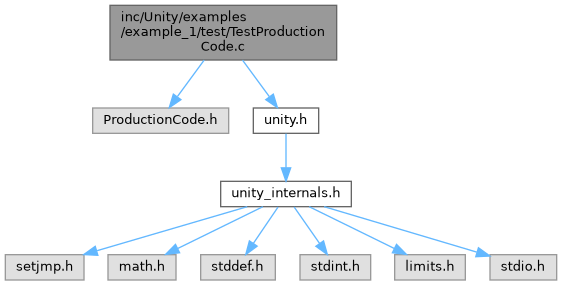 inc/Unity/examples
/example_1/test/TestProduction
Code.c
ProductionCode.h
unity.h
unity_internals.h
setjmp.h
math.h
stddef.h
stdint.h
limits.h
stdio.h